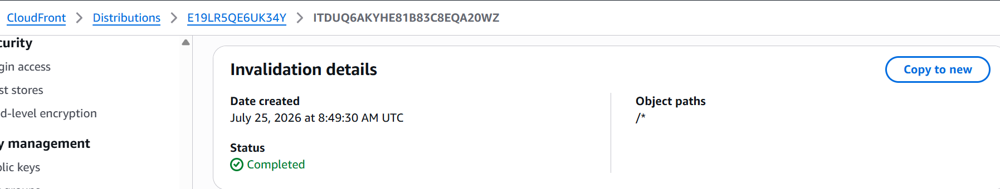 CloudFront > Distributions > E19LR5QE6UK34Y > ITDUQ6AKYHE81B83C8EQA20WZ
curity
gin access
st stores
d-level encryption
y management
lic keys
Invalidation details
Copy to new
Date created
July 25, 2026 at 8:49:30 AM UTC
Object paths
/*
Status
Completed